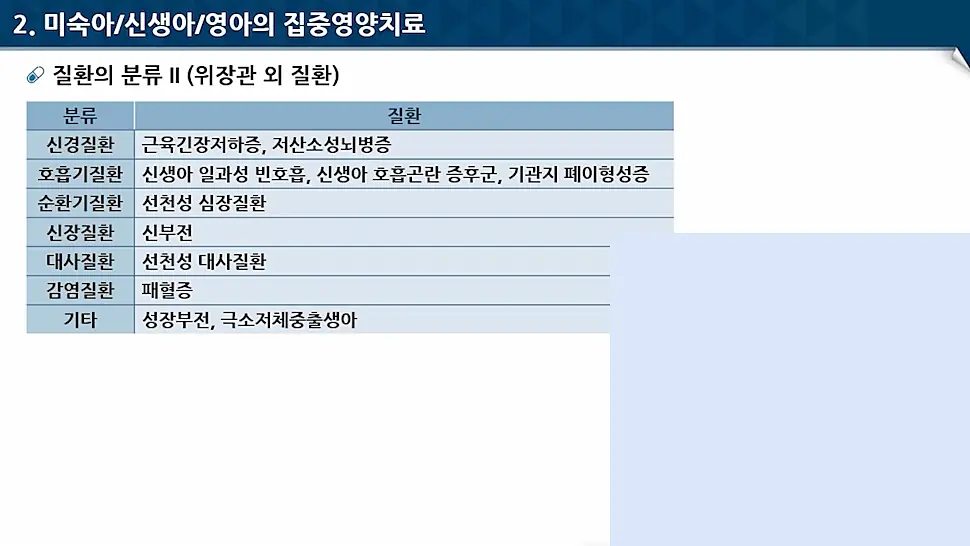 2. 미숙아/신생아/영아의 집중영양치료
질환의 분류 II (위장관 외 질환)
분류 질환
신경질환 근육긴장저하증, 저산소성뇌병증
호흡기질환 신생아 일과성 빈호흡, 신생아 호흡곤란 증후군, 기관지 폐이형성증
순환기질환 선천성 심장질환
신장질환 신부전
대사질환 선천성 대사질환
감염질환 패혈증
기타 성장부전, 극소저체중출생아